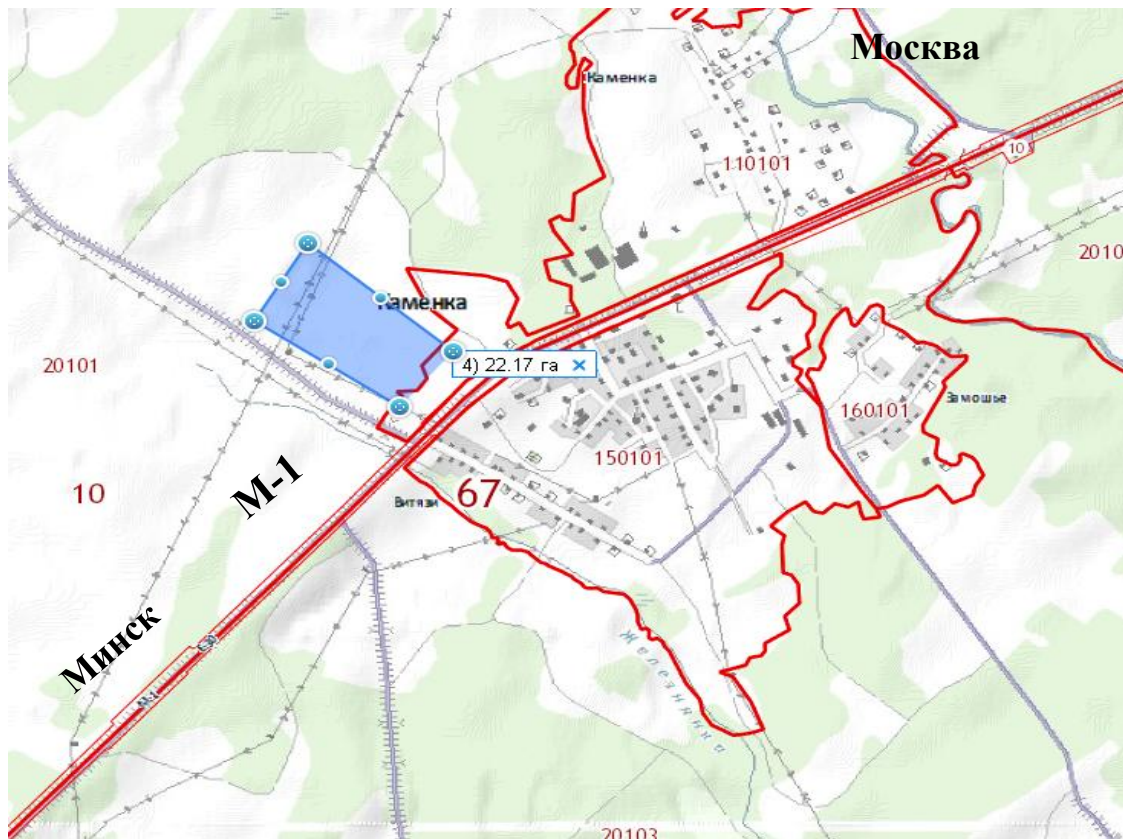 Москва
Каменка
110101
10
2010
Каменка
4) 22.17 га ×
20101
160101
Замошье
150101
10
М-1
Витязи
67
Минск
E30
М-1
Железнянка
20103